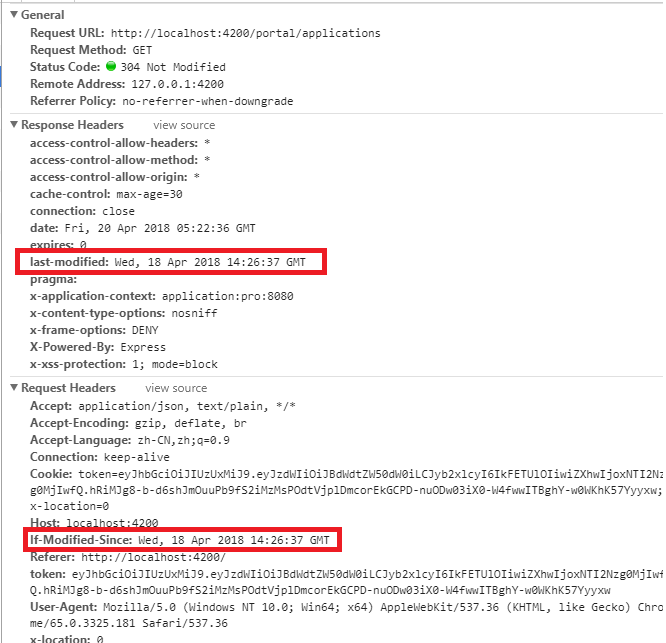 General
Request URL: http://localhost:4200/portal/applications
Request Method: GET
Status Code: 304 Not Modified
Remote Address: 127.0.0.1:4200
Referrer Policy: no-referrer-when-downgrade
Response Headers view source
access-control-allow-headers: *
access-control-allow-method: *
access-control-allow-origin: *
cache-control: max-age=30
connection: close
date: Fri, 20 Apr 2018 05:22:36 GMT
expires: 0
last-modified: Wed, 18 Apr 2018 14:26:37 GMT
pragma:
x-application-context: application:pro:8080
x-content-type-options: nosniff
x-frame-options: DENY
X-Powered-By: Express
x-xss-protection: 1; mode=block
Request Headers view source
Accept: application/json, text/plain, */*
Accept-Encoding: gzip, deflate, br
Accept-Language: zh-CN,zh;q=0.9
Connection: keep-alive
Cookie: token=eyJhbGciOiJIUzUxMiJ9.eyJzdWIiOiJBdWdtZW50dW0iLCJyb2xlcyI6IkFETUlOIiwiZXhwIjoxNTI2Nz
g0MjIwfQ.hRiMJg8-b-d6shJmOuuPb9fS2iMzMsPOdtVjplDmcorEkGCPD-nuODw03iX0-W4fwwITBghY-w0WKhK57Yyyxw;
x-location=0
Host: localhost:4200
If-Modified-Since: Wed, 18 Apr 2018 14:26:37 GMT
Referer: http://localhost:4200/
token: eyJhbGciOiJIUzUxMiJ9.eyJzdWIiOiJBdWdtZW50dW0iLCJyb2xlcyI6IkFETUlOIiwiZXhwIjoxNTI2Nzg0MjIwf
Q.hRiMJg8-b-d6shJmOuuPb9fS2iMzMsPOdtVjplDmcorEkGCPD-nuODw03iX0-W4fwwITBghY-w0WKhK57Yyyxw
User-Agent: Mozilla/5.0 (Windows NT 10.0; Win64; x64) AppleWebKit/537.36 (KHTML, like Gecko) Chro
me/65.0.3325.181 Safari/537.36
x-location: 0